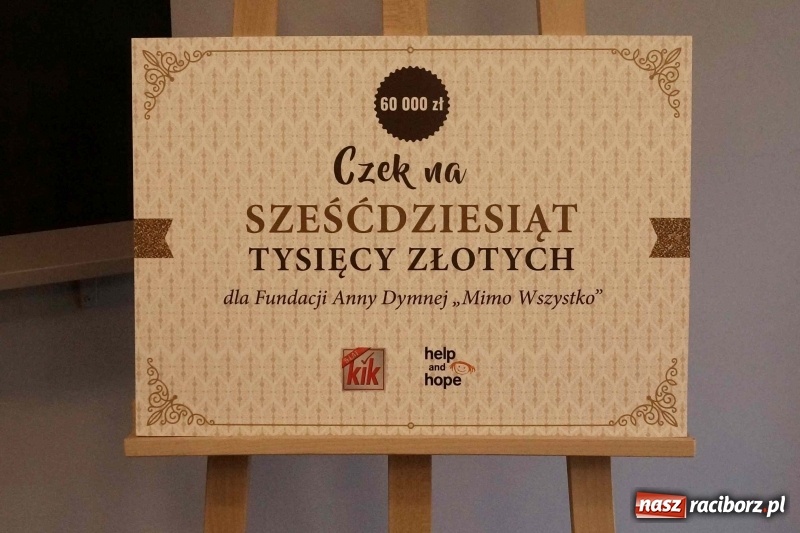 60 000 zł
Czek na
SZEŚĆDZIESIĄT
TYSIĘCY ZŁOTYCH
dla Fundacji Anny Dymnej „Mimo Wszystko”
kik
help
and
hope
nasz raciborz.pl